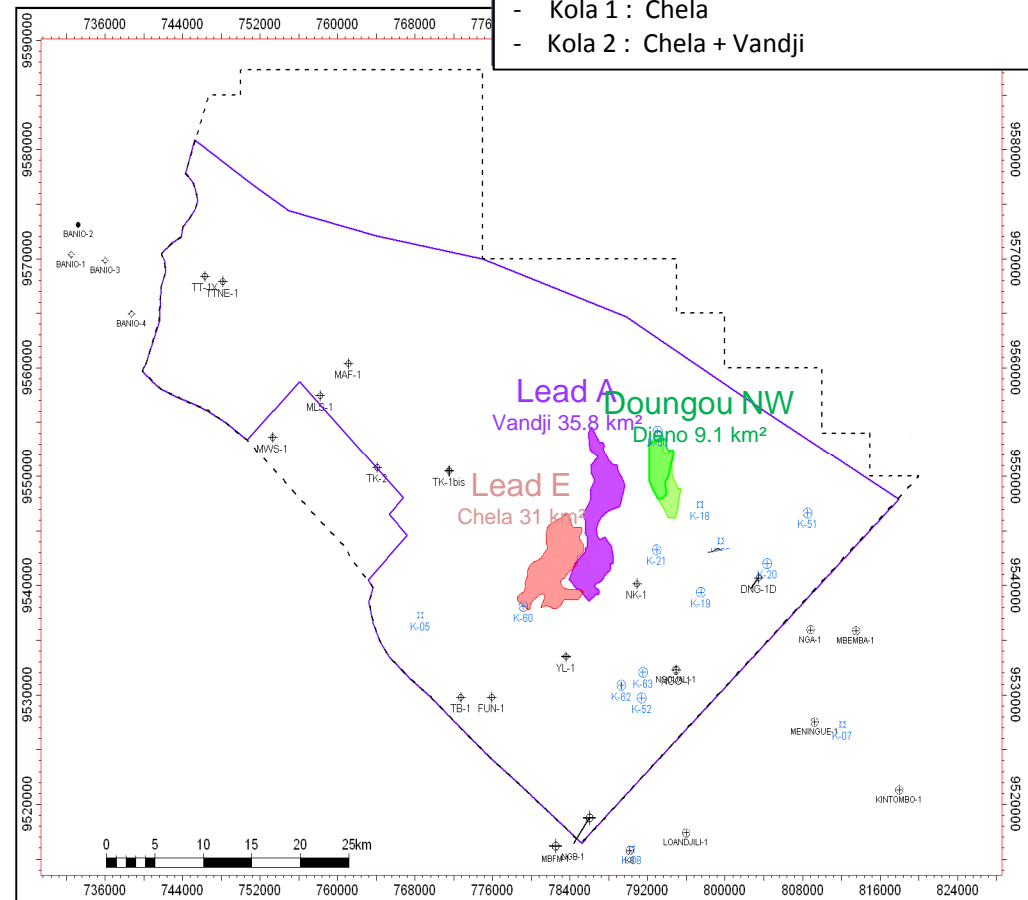 - Kola 1 : Chela
- Kola 2 : Chela + Vandji
736000 744000 752000 760000 768000
9590000
9580000 9580000
9570000 9570000
9560000 9560000
9550000 9550000
9540000 9540000
9530000 9530000
9520000 9520000
BANIO-2
BANIO-1
BANIO-3
TT-1X
TTNE-1
BANIO-4
MAF-1
MLS-1
Lead A
Vandji 35.8 km²
Doungou NW
Djeno 9.1 km²
MWS-1
TK-2
TK-1bis
Lead E
Chela 31 km²
K-18
K-51
K-21
K-20
NK-1
K-19
DNG-1D
K-05
K-60
NGA-1
MBEMBA-1
YL-1
K-63
K-62
K-52
TB-1
FUN-1
MENINGUE-1
K-07
KINTOMBO-1
LOANDJILI-1
MBFM-1
NGB-1
K-08
0 5 10 15 20 25km
736000 744000 752000 760000 768000 776000 784000 792000 800000 808000 816000 824000